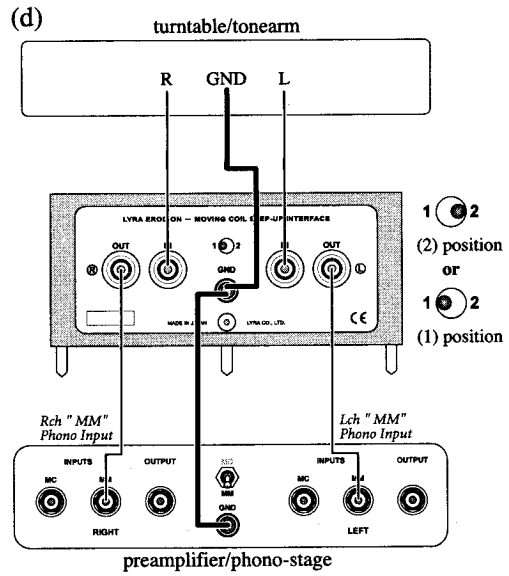 (d)
turntable/tonearm
R GND L
LYRA ERODION — MOVING COIL STEP-UP INTERFACE
OUT IN 1 2 IN OUT
R GND L
MADE IN JAPAN LYRA CO., LTD. CE
1 2
(2) position
or
1 2
(1) position
Rch " MM"
Phono Input
Lch " MM"
Phono Input
INPUTS OUTPUT MC INPUTS OUTPUT
MC MM MM MC MM
GND
RIGHT LEFT
preamplifier/phono-stage